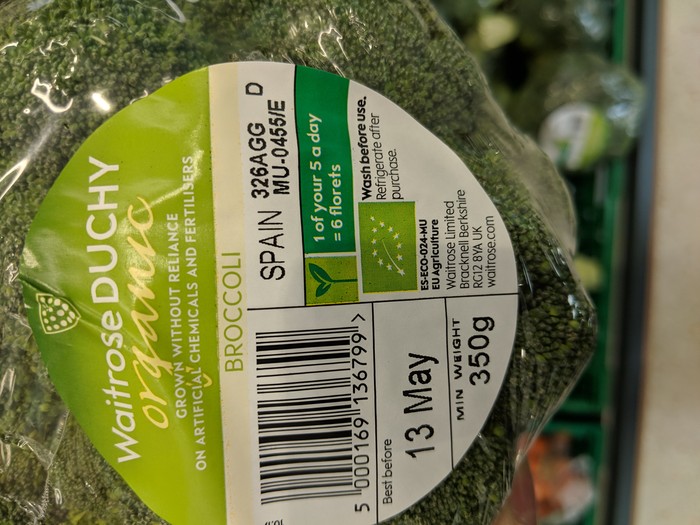 Waitrose DUCHY
organic
GROWN WITHOUT RELIANCE
ON ARTIFICIAL CHEMICALS AND FERTILISERS
BROCCOLI
SPAIN 326AGG D
MU-0455/E
1 of your 5 a day
= 6 florets
Wash before use.
Refrigerate after
purchase.
ES-ECO-024-MU
EU Agriculture
Waitrose Limited
Bracknell Berkshire
RG12 8YA UK
waitrose.com
5 000169 136799 >
Best before
13 May
MIN WEIGHT
350g